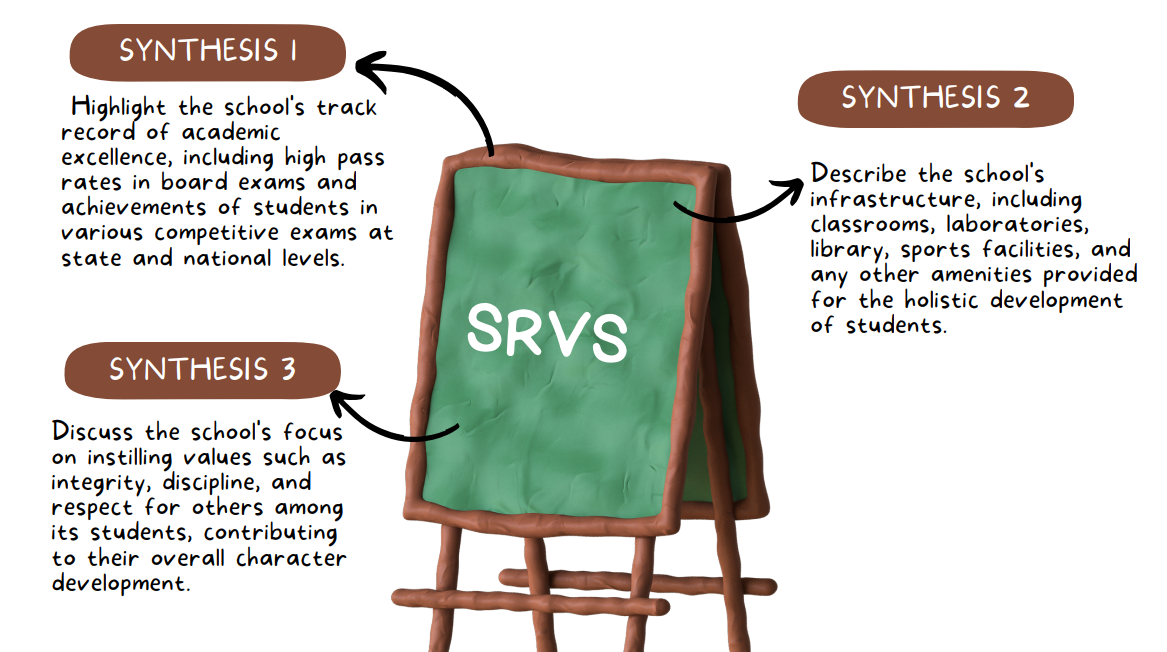 SYNTHESIS 1
Highlight the school's track
record of academic
excellence, including high pass
rates in board exams and
achievements of students in
various competitive exams at
state and national levels.
SYNTHESIS 2
Describe the school's
infrastructure, including
classrooms, laboratories,
library, sports facilities, and
any other amenities provided
for the holistic development
of students.
SRVS
SYNTHESIS 3
Discuss the school's focus
on instilling values such as
integrity, discipline, and
respect for others among
its students, contributing
to their overall character
development.